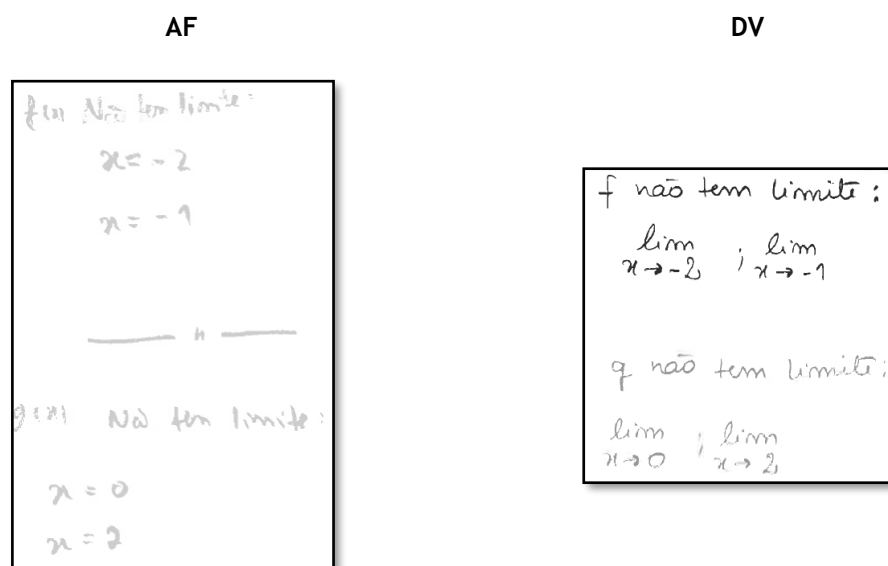 AF
f(x) Não tem limite:
x = -2
x = -1
——— " ———
g(x) Não tem limite:
x = 0
x = 2
DV
f não tem limite:
lim x→-2 ; lim x→-1
g não tem limite:
lim x→0 ; lim x→2